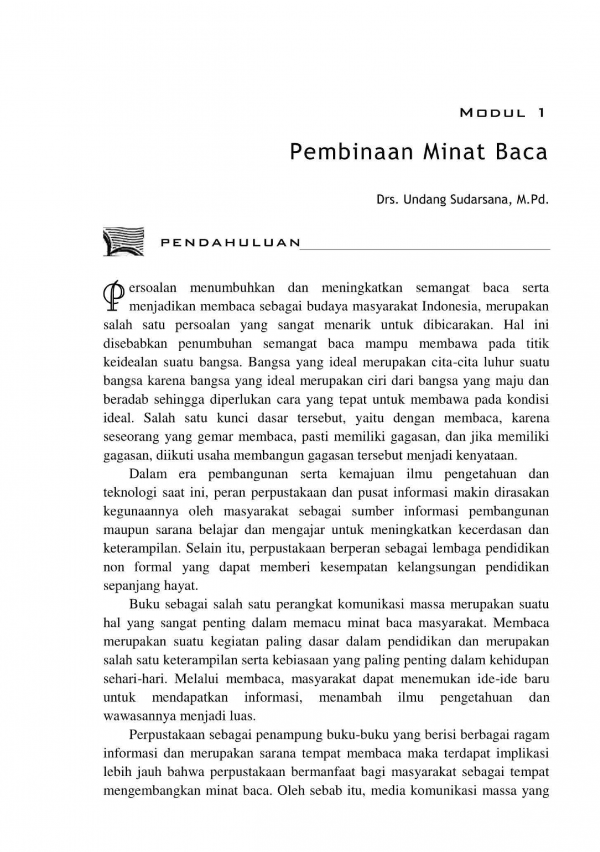 Modul 1
Pembinaan Minat Baca
Drs. Undang Sudarsana, M.Pd.
PENDAHULUAN
Persoalan menumbuhkan dan meningkatkan semangat baca serta
menjadikan membaca sebagai budaya masyarakat Indonesia, merupakan
salah satu persoalan yang sangat menarik untuk dibicarakan. Hal ini
disebabkan penumbuhan semangat baca mampu membawa pada titik
keidealan suatu bangsa. Bangsa yang ideal merupakan cita-cita luhur suatu
bangsa karena bangsa yang ideal merupakan ciri dari bangsa yang maju dan
beradab sehingga diperlukan cara yang tepat untuk membawa pada kondisi
ideal. Salah satu kunci dasar tersebut, yaitu dengan membaca, karena
seseorang yang gemar membaca, pasti memiliki gagasan, dan jika memiliki
gagasan, diikuti usaha membangun gagasan tersebut menjadi kenyataan.
Dalam era pembangunan serta kemajuan ilmu pengetahuan dan
teknologi saat ini, peran perpustakaan dan pusat informasi makin dirasakan
kegunaannya oleh masyarakat sebagai sumber informasi pembangunan
maupun sarana belajar dan mengajar untuk meningkatkan kecerdasan dan
keterampilan. Selain itu, perpustakaan berperan sebagai lembaga pendidikan
non formal yang dapat memberi kesempatan kelangsungan pendidikan
sepanjang hayat.
Buku sebagai salah satu perangkat komunikasi massa merupakan suatu
hal yang sangat penting dalam memacu minat baca masyarakat. Membaca
merupakan suatu kegiatan paling dasar dalam pendidikan dan merupakan
salah satu keterampilan serta kebiasaan yang paling penting dalam kehidupan
sehari-hari. Melalui membaca, masyarakat dapat menemukan ide-ide baru
untuk mendapatkan informasi, menambah ilmu pengetahuan dan
wawasannya menjadi luas.
Perpustakaan sebagai penampung buku-buku yang berisi berbagai ragam
informasi dan merupakan sarana tempat membaca maka terdapat implikasi
lebih jauh bahwa perpustakaan bermanfaat bagi masyarakat sebagai tempat
mengembangkan minat baca. Oleh sebab itu, media komunikasi massa yang